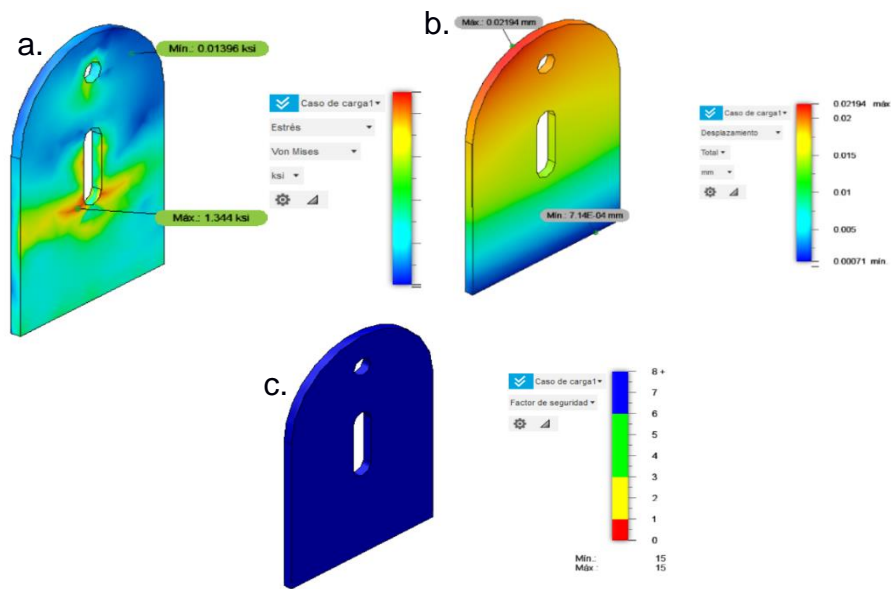 a.
Mín.: 0.01396 ksi
Caso de carga1
Estrés
Von Mises
ksi
Máx.: 1.344 ksi
b.
Máx.: 0.02194 mm
Mín.: 7.14E-04 mm
Caso de carga1
Desplazamiento
Total
mm
0.02194 máx
0.02
0.015
0.01
0.005
0.00071 mín.
c.
Caso de carga1
Factor de seguridad
8 +
7
6
5
4
3
2
1
0
Mín.: 15
Máx.: 15